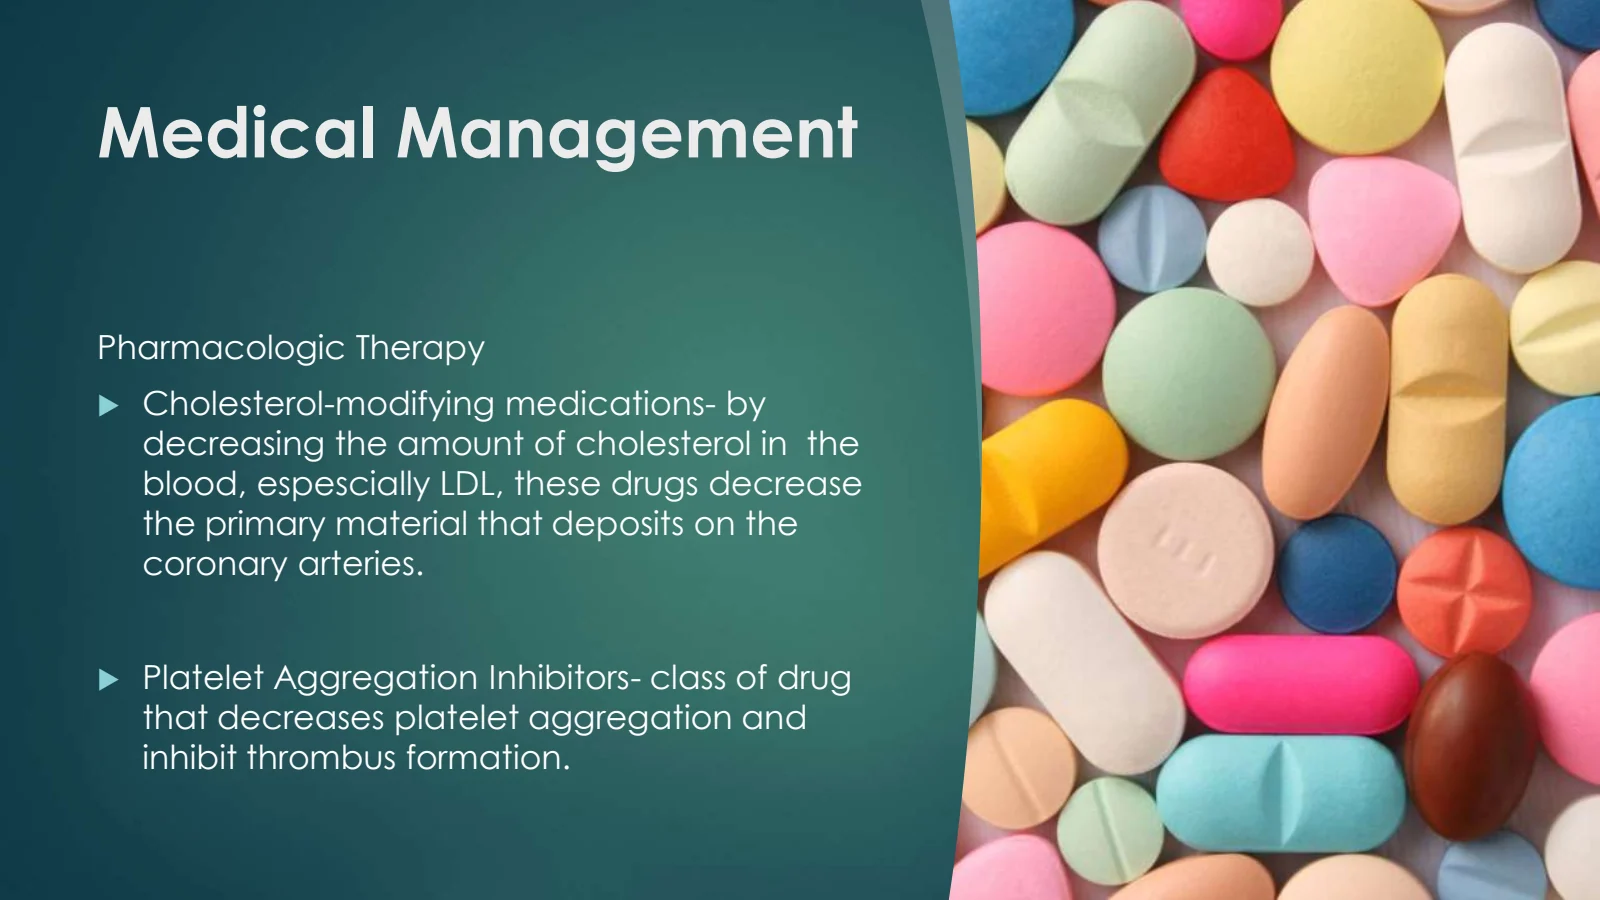 Medical Management
Pharmacologic Therapy
Cholesterol-modifying medications- by
decreasing the amount of cholesterol in  the
blood, espescially LDL, these drugs decrease
the primary material that deposits on the
coronary arteries.
Platelet Aggregation Inhibitors- class of drug
that decreases platelet aggregation and
inhibit thrombus formation.